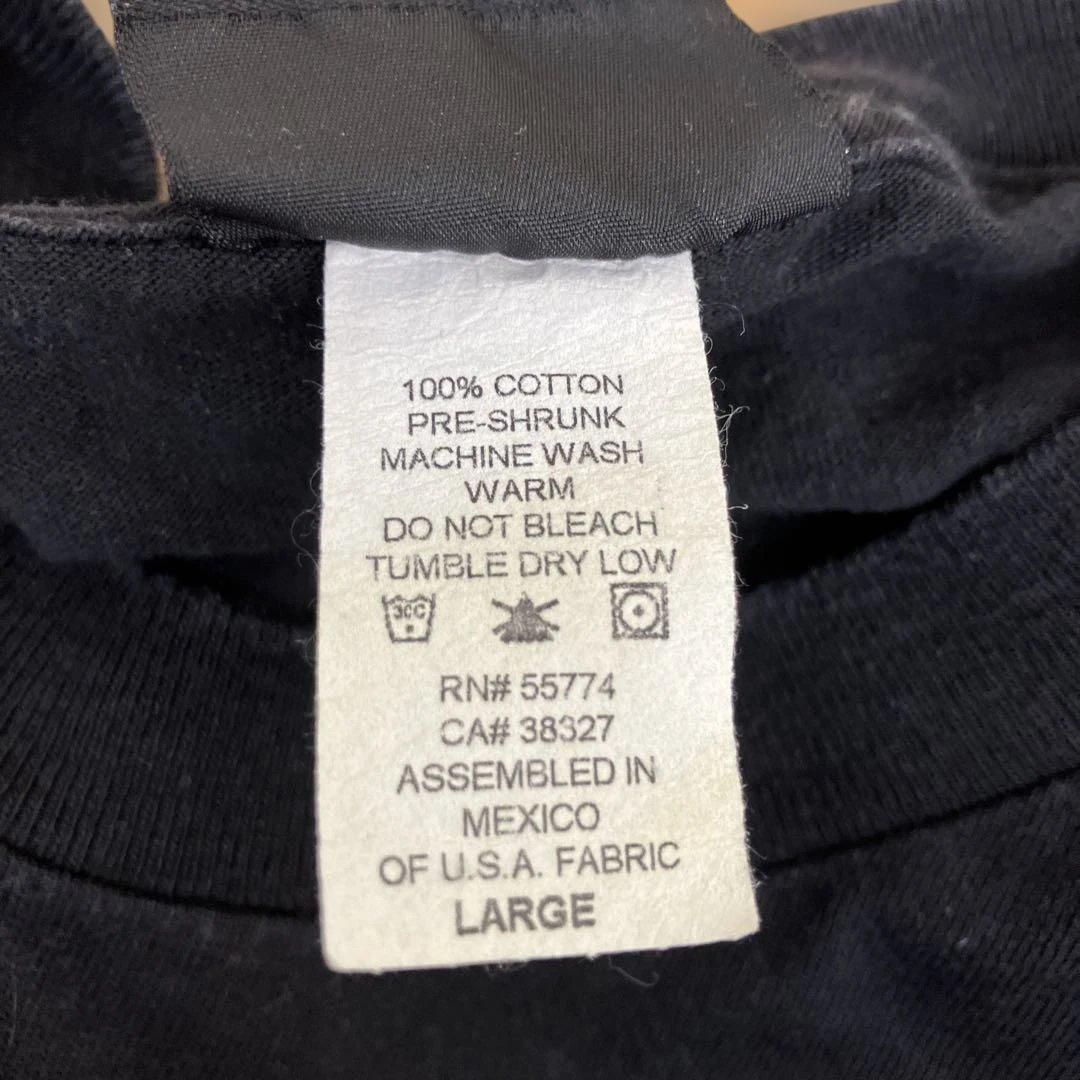 100% COTTON
PRE-SHRUNK
MACHINE WASH
WARM
DO NOT BLEACH
TUMBLE DRY LOW
30C
RN# 55774
CA# 38327
ASSEMBLED IN
MEXICO
OF U.S.A. FABRIC
LARGE